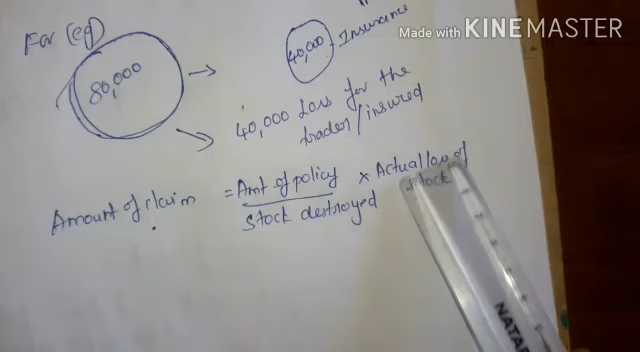 Made with KINEMASTER
For (eg)
80,000
40,000 - Insurance
40,000 Loss for the
trader/insured
Amount of claim = Amt of policy x Actual loss of
stock destroyed stock
NATAR